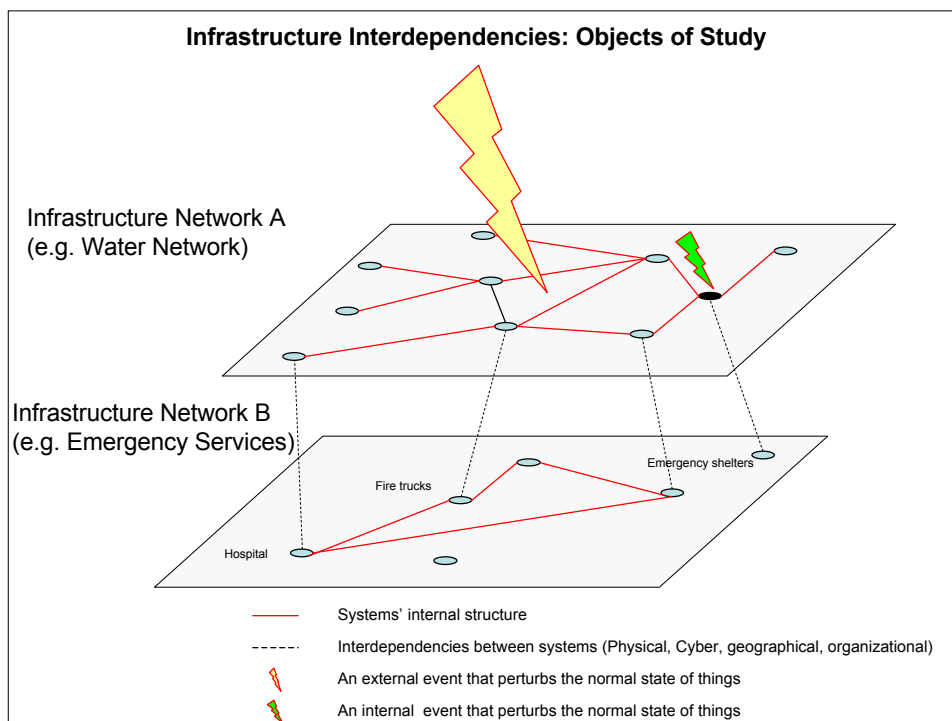 Infrastructure Interdependencies: Objects of Study
Infrastructure Network A
(e.g. Water Network)
Infrastructure Network B
(e.g. Emergency Services)
Emergency shelters
Fire trucks
Hospital
Systems' internal structure
Interdependencies between systems (Physical, Cyber, geographical, organizational)
An external event that perturbs the normal state of things
An internal event that perturbs the normal state of things